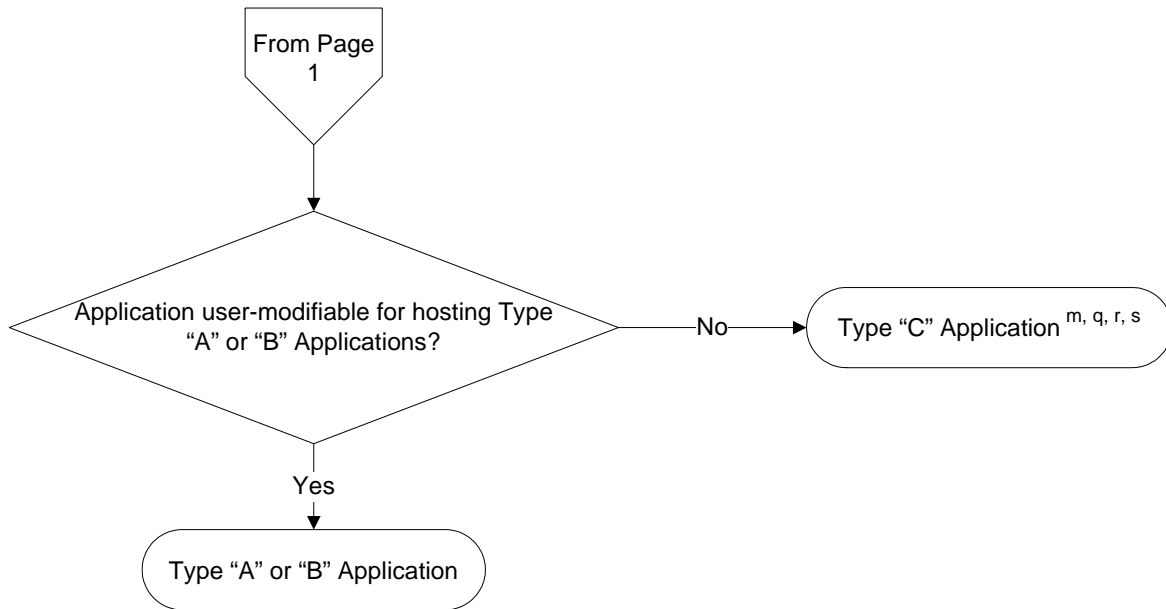 From Page
1
Application user-modifiable for hosting Type
“A” or “B” Applications?
No
Type “C” Application m, q, r, s
Yes
Type “A” or “B” Application